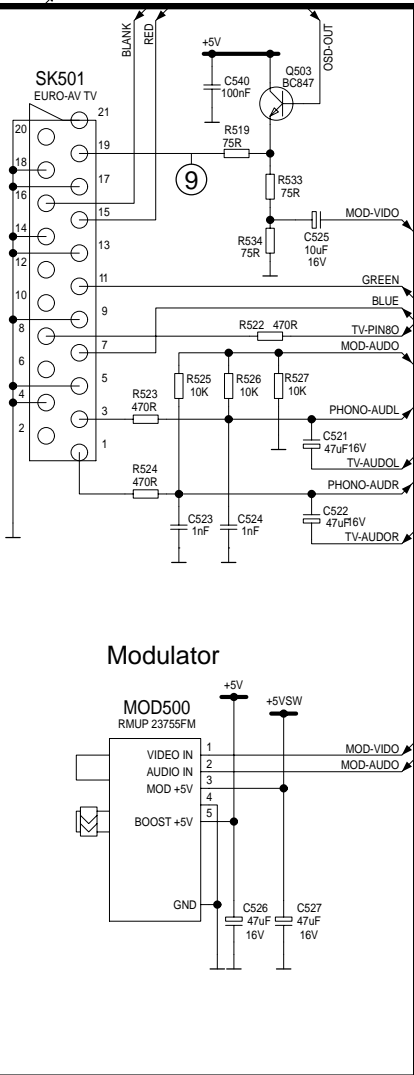 BLANK
RED
OSD-OUT
+5V
SK501
EURO-AV TV
C540
100nF
Q503
BC847
21
20
19
R519
75R
18
9
17
R533
75R
16
15
MOD-VIDO
14
R534
75R
C525
10uF
16V
13
12
11
GREEN
10
BLUE
9
R522 470R
TV-PIN8O
8
MOD-AUDO
7
6
R525
10K
R526
10K
R527
10K
5
R523
470R
4
3
PHONO-AUDL
2
C521
47uF16V
1
TV-AUDOL
R524
470R
PHONO-AUDR
C523
1nF
C524
1nF
C522
47uF16V
TV-AUDOR
Modulator
+5V
MOD500
RMUP 23755FM
+5VSW
VIDEO IN
1
MOD-VIDO
AUDIO IN
2
MOD-AUDO
MOD +5V
3
4
BOOST +5V
5
GND
C526
47uF
16V
C527
47uF
16V